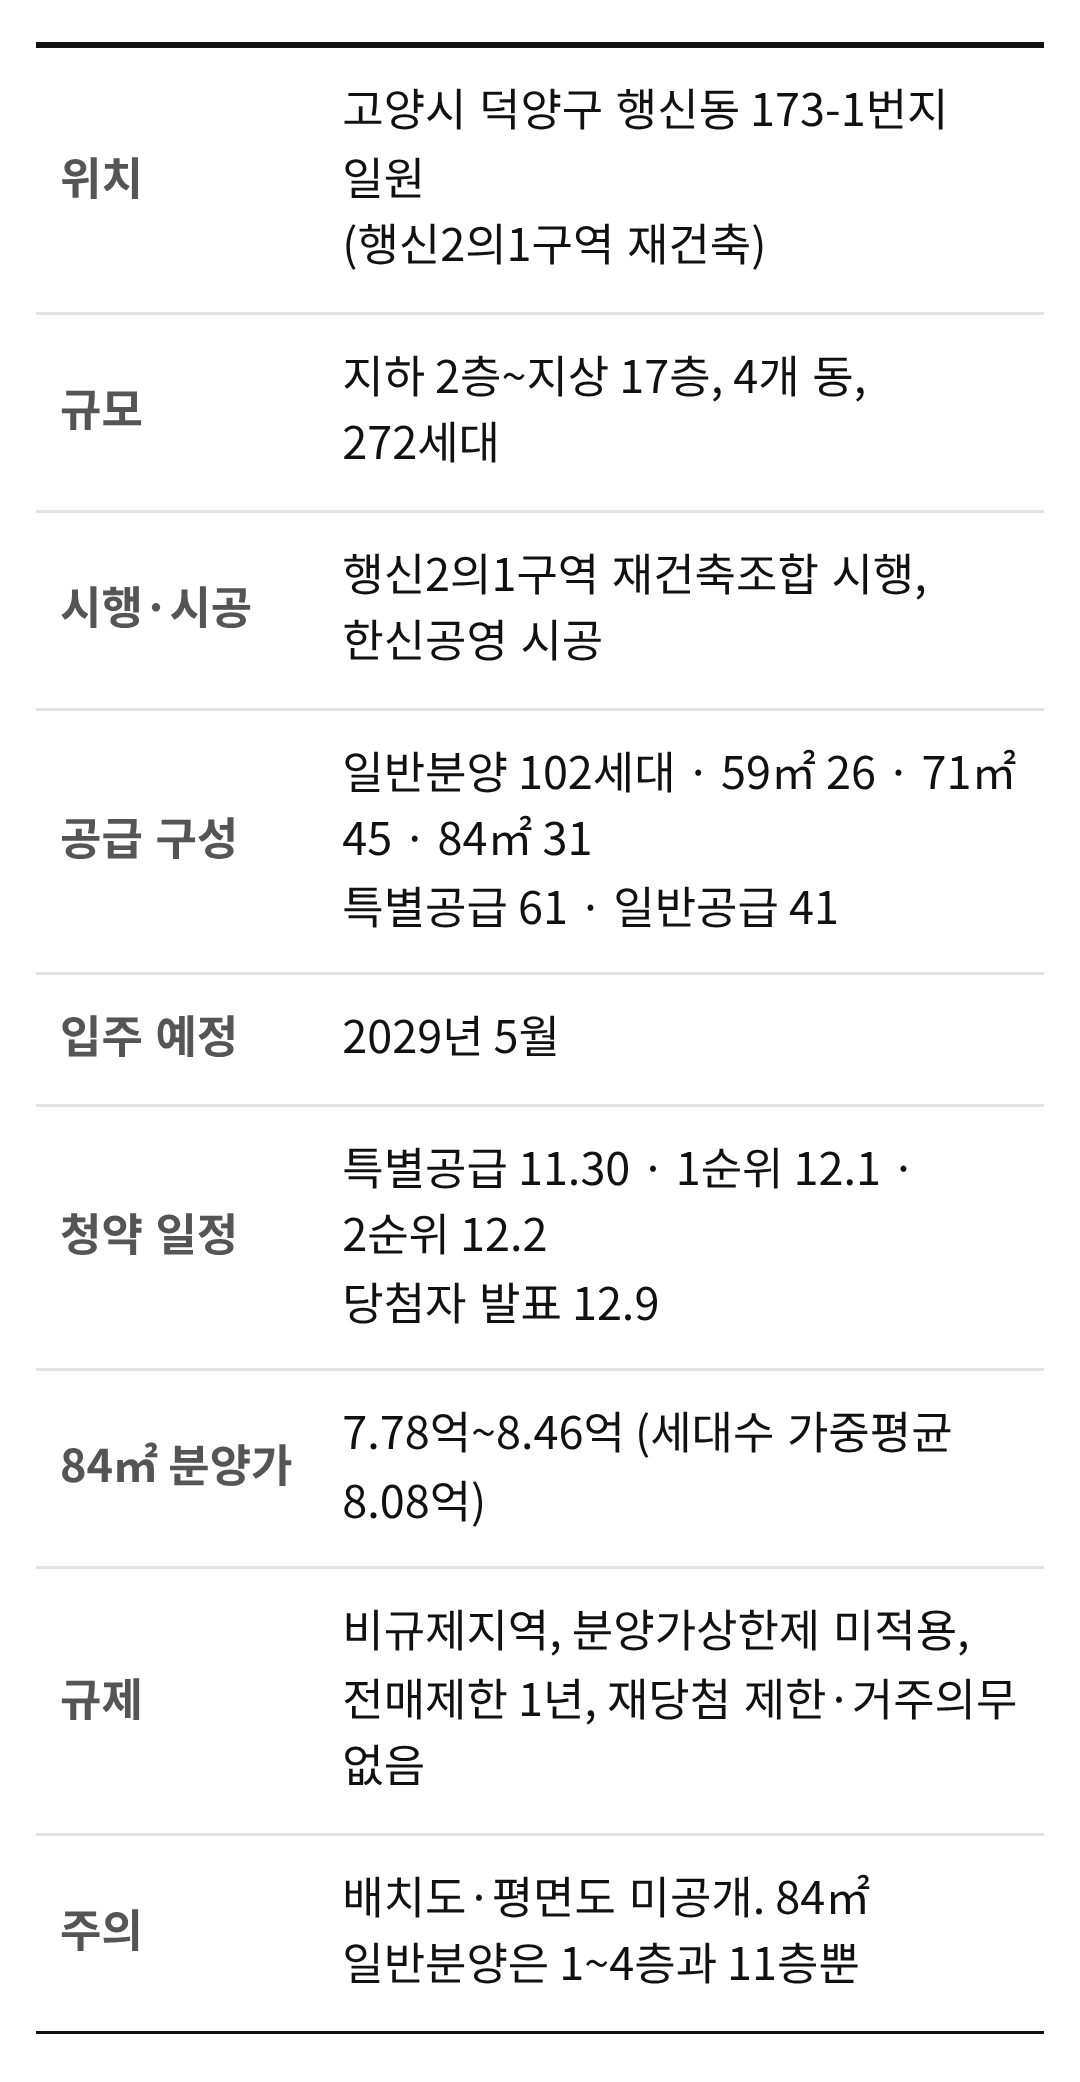 위치
고양시 덕양구 행신동 173-1번지
일원
(행신2의1구역 재건축)
규모
지하 2층~지상 17층, 4개 동,
272세대
시행·시공
행신2의1구역 재건축조합 시행,
한신공영 시공
공급 구성
일반분양 102세대 · 59㎡ 26 · 71㎡
45 · 84㎡ 31
특별공급 61 · 일반공급 41
입주 예정
2029년 5월
청약 일정
특별공급 11.30 · 1순위 12.1 ·
2순위 12.2
당첨자 발표 12.9
84㎡ 분양가
7.78억~8.46억 (세대수 가중평균
8.08억)
규제
비규제지역, 분양가상한제 미적용,
전매제한 1년, 재당첨 제한·거주의무
없음
주의
배치도·평면도 미공개. 84㎡
일반분양은 1~4층과 11층뿐